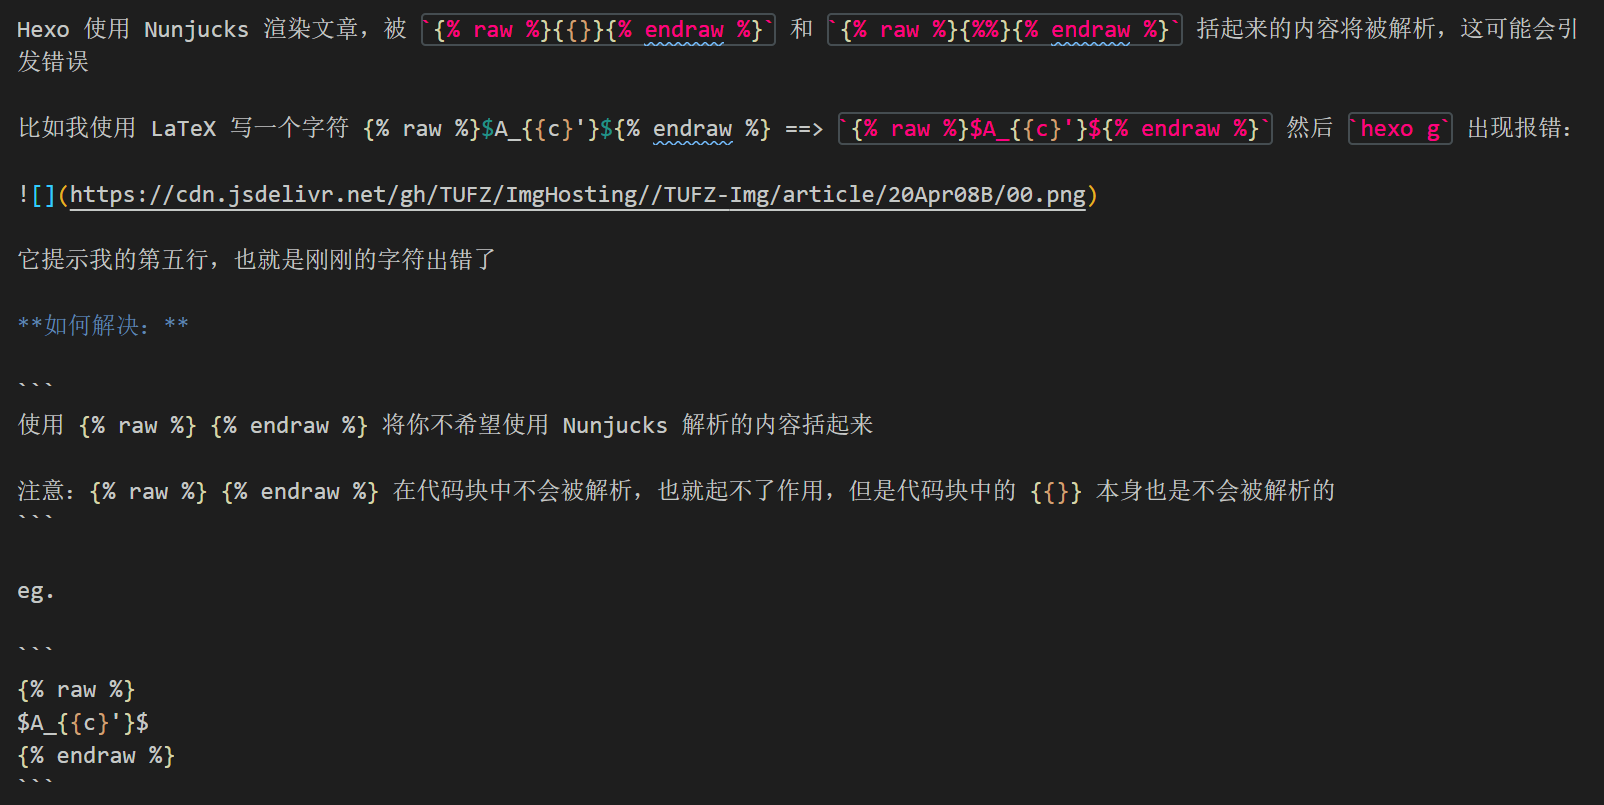 Hexo 使用 Nunjucks 渲染文章，被 `{% raw %}{{}}{% endraw %}` 和 `{% raw %}{%%}{% endraw %}` 括起来的内容将被解析，这可能会引
发错误
比如我使用 LaTeX 写一个字符 {% raw %}$A_{{c}'}${% endraw %} ==> `{% raw %}$A_{{c}'}${% endraw %}` 然后 `hexo g` 出现报错：
![](https://cdn.jsdelivr.net/gh/TUFZ/ImgHosting//TUFZ-Img/article/20Apr08B/00.png)
它提示我的第五行，也就是刚刚的字符出错了
**如何解决：**
```
使用 {% raw %} {% endraw %} 将你不希望使用 Nunjucks 解析的内容括起来
注意：{% raw %} {% endraw %} 在代码块中不会被解析，也就起不了作用，但是代码块中的 {{}} 本身也是不会被解析的
```
eg.
```
{% raw %}
$A_{{c}'}$
{% endraw %}
```